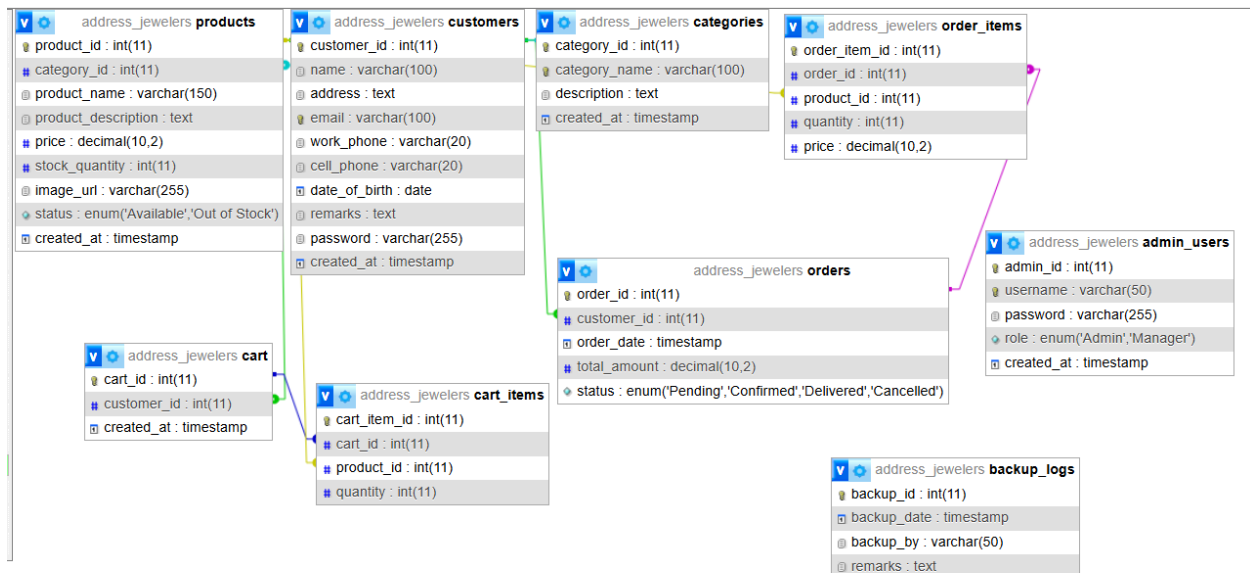 address_jewelers products
product_id : int(11)
category_id : int(11)
product_name : varchar(150)
product_description : text
price : decimal(10,2)
stock_quantity : int(11)
image_url : varchar(255)
status : enum('Available','Out of Stock')
created_at : timestamp
address_jewelers customers
customer_id : int(11)
name : varchar(100)
address : text
email : varchar(100)
work_phone : varchar(20)
cell_phone : varchar(20)
date_of_birth : date
remarks : text
password : varchar(255)
created_at : timestamp
address_jewelers categories
category_id : int(11)
category_name : varchar(100)
description : text
created_at : timestamp
address_jewelers order_items
order_item_id : int(11)
order_id : int(11)
product_id : int(11)
quantity : int(11)
price : decimal(10,2)
address_jewelers admin_users
admin_id : int(11)
username : varchar(50)
password : varchar(255)
role : enum('Admin','Manager')
created_at : timestamp
address_jewelers orders
order_id : int(11)
customer_id : int(11)
order_date : timestamp
total_amount : decimal(10,2)
status : enum('Pending','Confirmed','Delivered','Cancelled')
address_jewelers cart
cart_id : int(11)
customer_id : int(11)
created_at : timestamp
address_jewelers cart_items
cart_item_id : int(11)
cart_id : int(11)
product_id : int(11)
quantity : int(11)
address_jewelers backup_logs
backup_id : int(11)
backup_date : timestamp
backup_by : varchar(50)
remarks : text